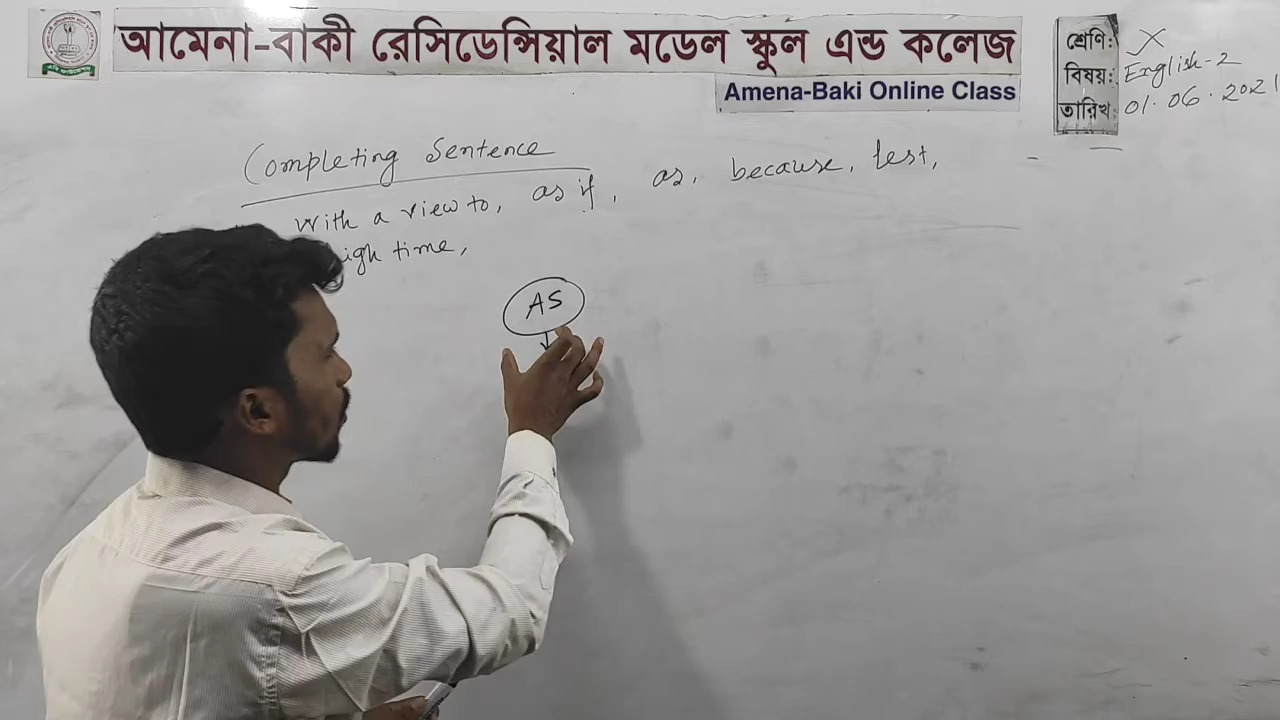 আমেনা-বাকী রেসিডেন্সিয়াল মডেল স্কুল এন্ড কলেজ
Amena-Baki Online Class
শ্রেণি: X
বিষয়: English-2
তারিখ: 01.06.2021
Completing Sentence
with a view to, as if, as, because, lest,
high time,
AS